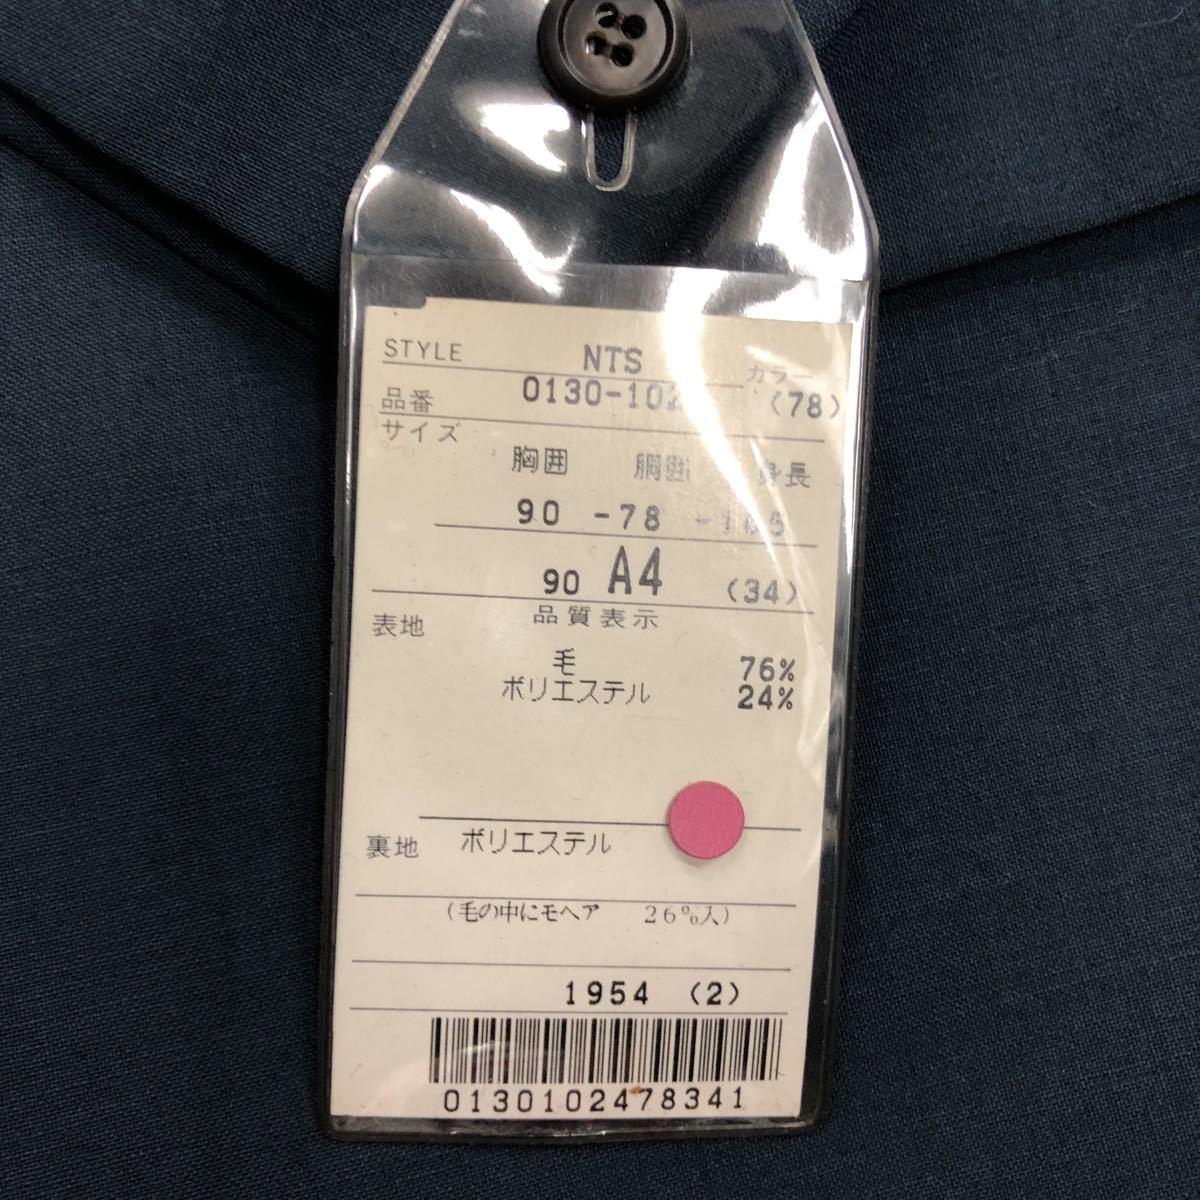 STYLE NTS
カラー
品番 0130-102 (78)
サイズ
胸囲 胴囲 身長
90 -78 -165
90 A4 (34)
品質表示
表地
毛 76%
ポリエステル 24%
裏地 ポリエステル
(毛の中にモヘア 26%入)
1954 (2)
0130102478341